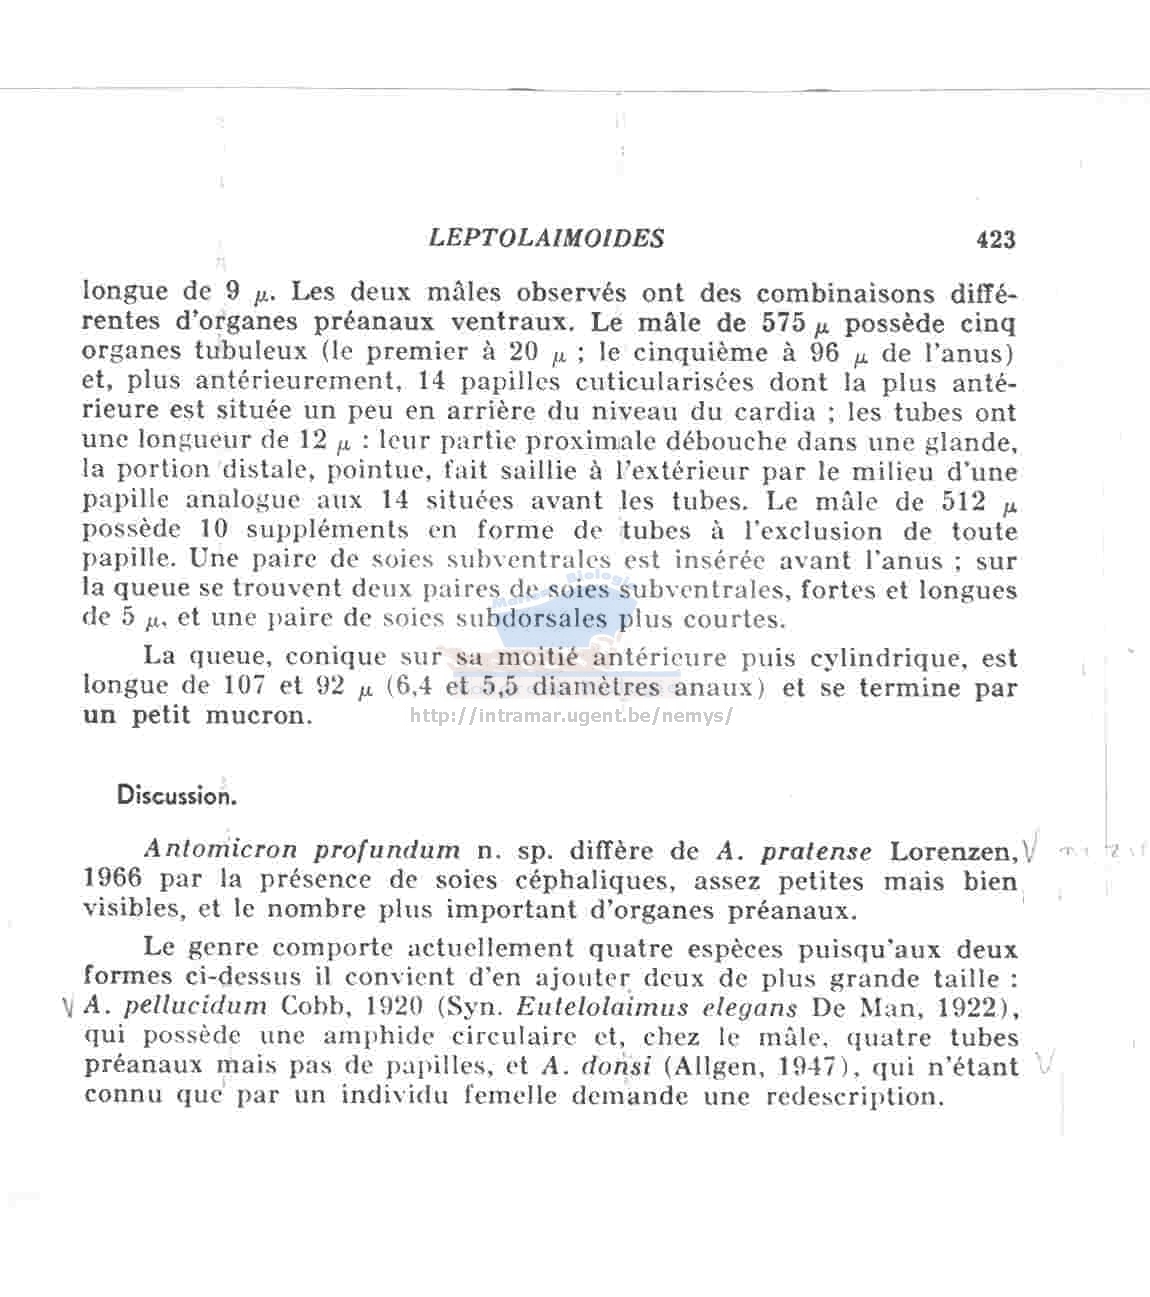 LEPTOLAIMOIDES 423
longue de 9 μ. Les deux mâles observés ont des combinaisons diffé-
rentes d'organes préanaux ventraux. Le mâle de 575 μ possède cinq
organes tubuleux (le premier à 20 μ ; le cinquième à 96 μ de l'anus)
et, plus antérieurement, 14 papilles cuticularisées dont la plus anté-
rieure est située un peu en arrière du niveau du cardia ; les tubes ont
une longueur de 12 μ : leur partie proximale débouche dans une glande,
la portion distale, pointue, fait saillie à l'extérieur par le milieu d'une
papille analogue aux 14 situées avant les tubes. Le mâle de 512 μ
possède 10 suppléments en forme de tubes à l'exclusion de toute
papille. Une paire de soies subventrales est insérée avant l'anus ; sur
la queue se trouvent deux paires de soies subventrales, fortes et longues
de 5 μ, et une paire de soies subdorsales plus courtes.
La queue, conique sur sa moitié antérieure puis cylindrique, est
longue de 107 et 92 μ (6,4 et 5,5 diamètres anaux) et se termine par
un petit mucron.
http://intramar.ugent.be/nemys/
Discussion.
Antomicron profundum n. sp. diffère de A. pratense Lorenzen,
1966 par la présence de soies céphaliques, assez petites mais bien
visibles, et le nombre plus important d'organes préanaux.
Le genre comporte actuellement quatre espèces puisqu'aux deux
formes ci-dessus il convient d'en ajouter deux de plus grande taille :
A. pellucidum Cobb, 1920 (Syn. Eutelolaimus elegans De Man, 1922),
qui possède une amphide circulaire et, chez le mâle, quatre tubes
préanaux mais pas de papilles, et A. donsi (Allgen, 1947), qui n'étant
connu que par un individu femelle demande une redescription.